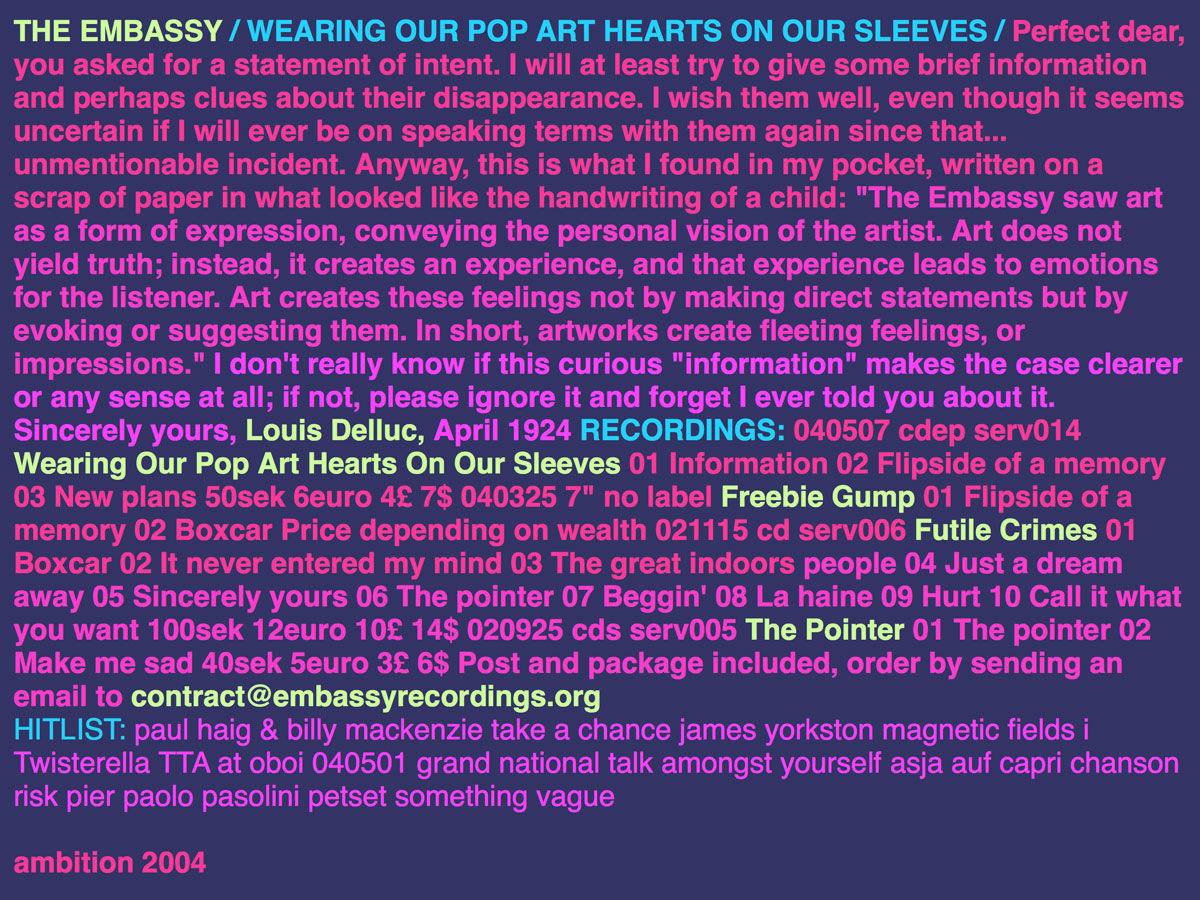 THE EMBASSY / WEARING OUR POP ART HEARTS ON OUR SLEEVES / Perfect dear,
you asked for a statement of intent. I will at least try to give some brief information
and perhaps clues about their disappearance. I wish them well, even though it seems
uncertain if I will ever be on speaking terms with them again since that...
unmentionable incident. Anyway, this is what I found in my pocket, written on a
scrap of paper in what looked like the handwriting of a child: "The Embassy saw art
as a form of expression, conveying the personal vision of the artist. Art does not
yield truth; instead, it creates an experience, and that experience leads to emotions
for the listener. Art creates these feelings not by making direct statements but by
evoking or suggesting them. In short, artworks create fleeting feelings, or
impressions." I don't really know if this curious "information" makes the case clearer
or any sense at all; if not, please ignore it and forget I ever told you about it.
Sincerely yours, Louis Delluc, April 1924 RECORDINGS: 040507 cdep serv014
Wearing Our Pop Art Hearts On Our Sleeves 01 Information 02 Flipside of a memory
03 New plans 50sek 6euro 4£ 7$ 040325 7" no label Freebie Gump 01 Flipside of a
memory 02 Boxcar Price depending on wealth 021115 cd serv006 Futile Crimes 01
Boxcar 02 It never entered my mind 03 The great indoors people 04 Just a dream
away 05 Sincerely yours 06 The pointer 07 Beggin' 08 La haine 09 Hurt 10 Call it what
you want 100sek 12euro 10£ 14$ 020925 cds serv005 The Pointer 01 The pointer 02
Make me sad 40sek 5euro 3£ 6$ Post and package included, order by sending an
email to contract@embassyrecordings.org
HITLIST: paul haig & billy mackenzie take a chance james yorkston magnetic fields i
Twisterella TTA at oboi 040501 grand national talk amongst yourself asja auf capri chanson
risk pier paolo pasolini petset something vague
ambition 2004